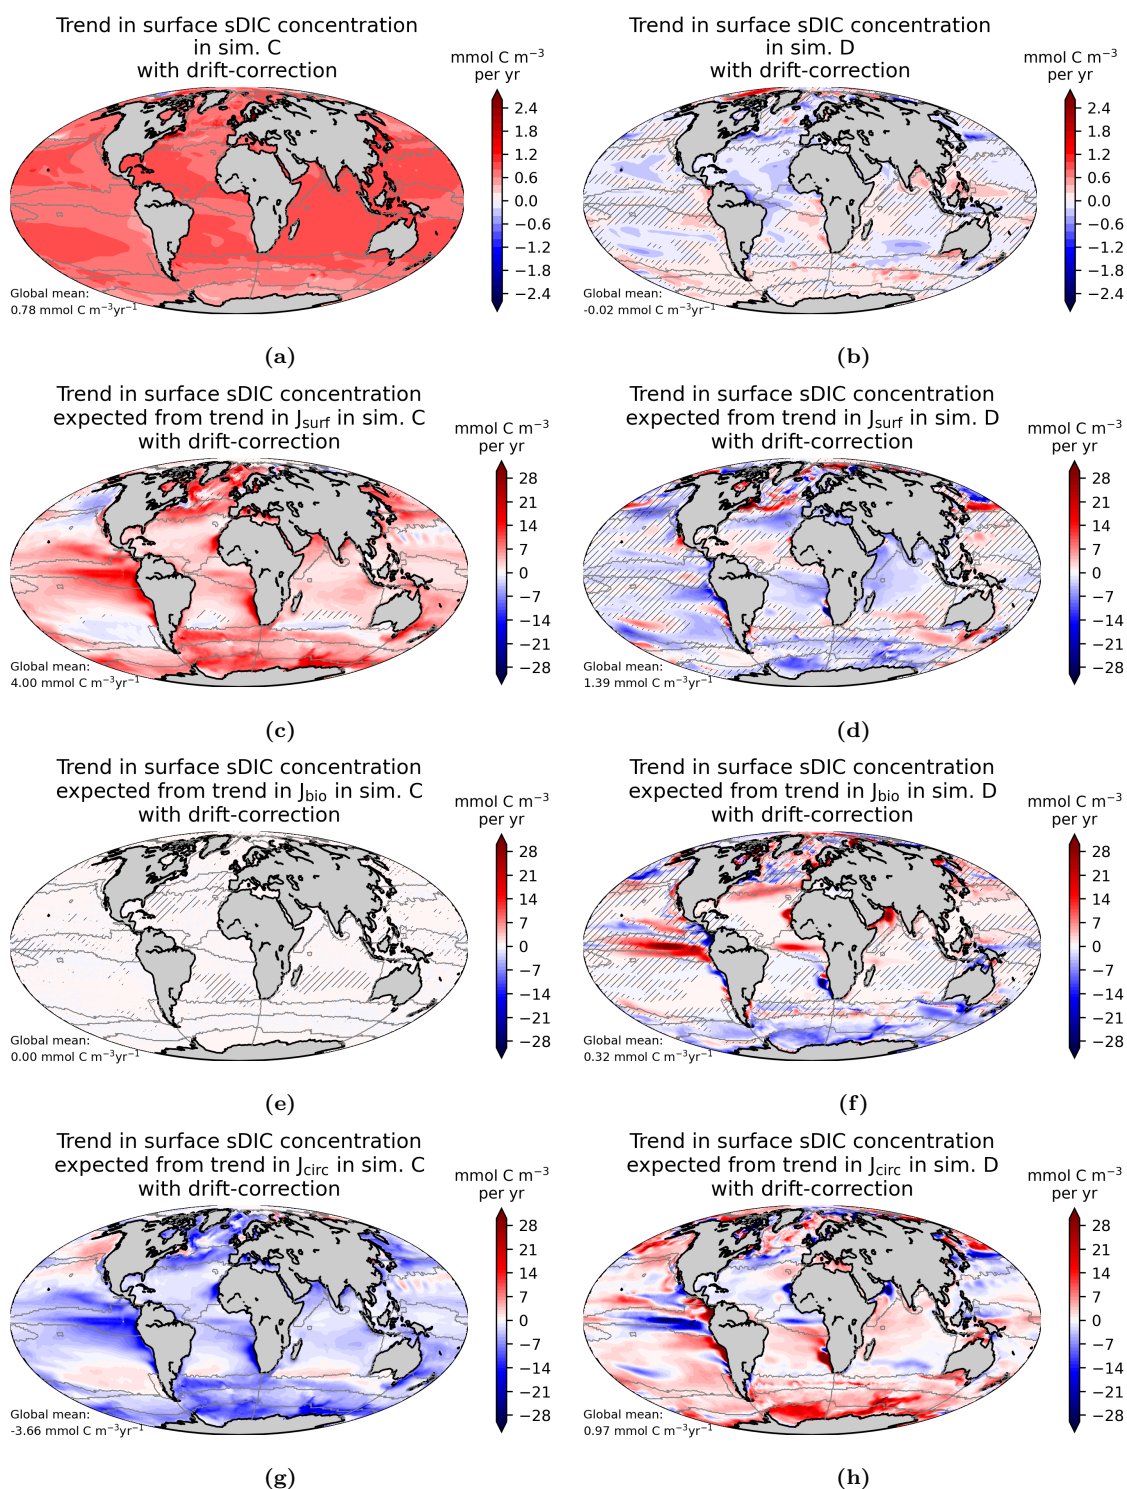 Trend in surface sDIC concentration
in sim. C
with drift-correction
mmol C m⁻³
per yr
2.4
1.8
1.2
0.6
0.0
−0.6
−1.2
−1.8
−2.4
Global mean:
0.78 mmol C m⁻³yr⁻¹
(a)
Trend in surface sDIC concentration
in sim. D
with drift-correction
mmol C m⁻³
per yr
2.4
1.8
1.2
0.6
0.0
−0.6
−1.2
−1.8
−2.4
Global mean:
-0.02 mmol C m⁻³yr⁻¹
(b)
Trend in surface sDIC concentration
expected from trend in J_surf in sim. C
with drift-correction
mmol C m⁻³
per yr
28
21
14
7
0
−7
−14
−21
−28
Global mean:
4.00 mmol C m⁻³yr⁻¹
(c)
Trend in surface sDIC concentration
expected from trend in J_surf in sim. D
with drift-correction
mmol C m⁻³
per yr
28
21
14
7
0
−7
−14
−21
−28
Global mean:
1.39 mmol C m⁻³yr⁻¹
(d)
Trend in surface sDIC concentration
expected from trend in J_bio in sim. C
with drift-correction
mmol C m⁻³
per yr
28
21
14
7
0
−7
−14
−21
−28
Global mean:
0.00 mmol C m⁻³yr⁻¹
(e)
Trend in surface sDIC concentration
expected from trend in J_bio in sim. D
with drift-correction
mmol C m⁻³
per yr
28
21
14
7
0
−7
−14
−21
−28
Global mean:
0.32 mmol C m⁻³yr⁻¹
(f)
Trend in surface sDIC concentration
expected from trend in J_circ in sim. C
with drift-correction
mmol C m⁻³
per yr
28
21
14
7
0
−7
−14
−21
−28
Global mean:
-3.66 mmol C m⁻³yr⁻¹
(g)
Trend in surface sDIC concentration
expected from trend in J_circ in sim. D
with drift-correction
mmol C m⁻³
per yr
28
21
14
7
0
−7
−14
−21
−28
Global mean:
0.97 mmol C m⁻³yr⁻¹
(h)